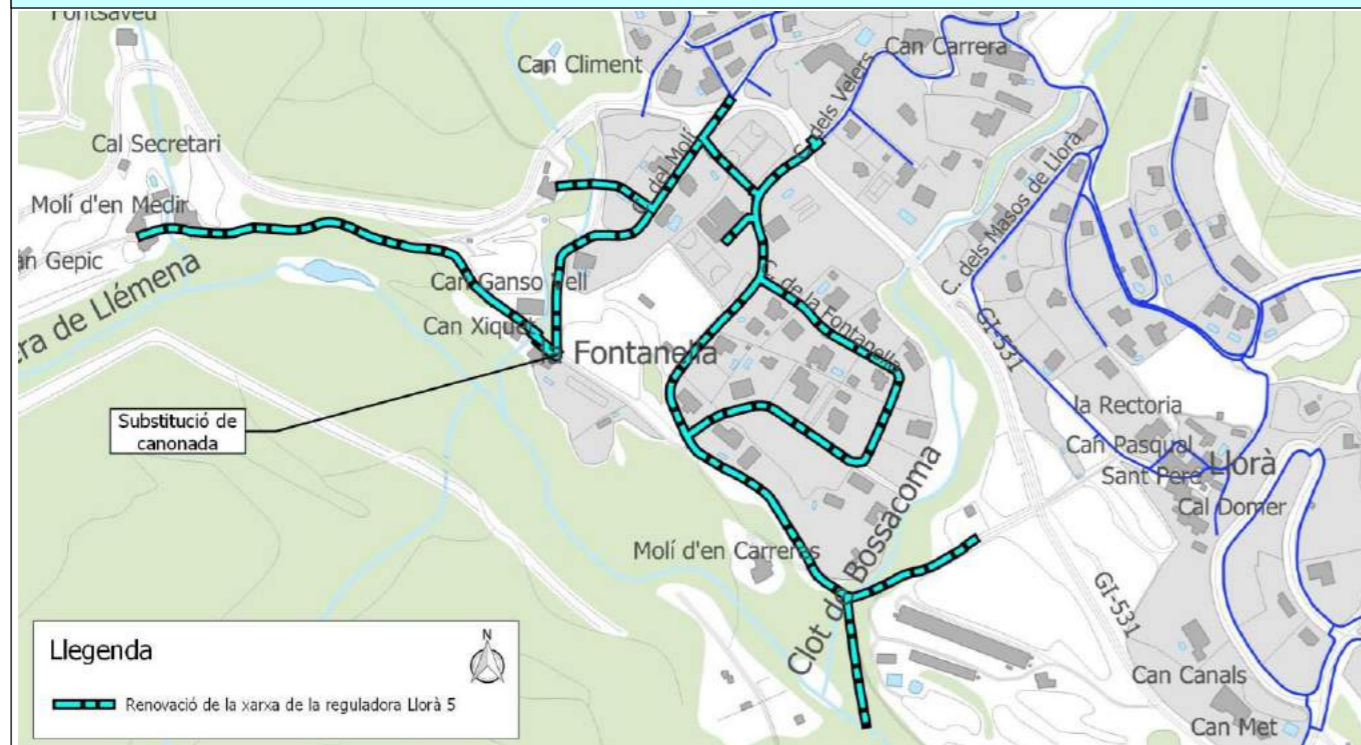 Fontsaveu
Can Climent
Can Carrera
C. dels Velers
Cal Secretari
C. del Molí
C. dels Masos de Llorà
Molí d'en Medir
an Gepic
era de Llémena
Can Ganso Vell
C. de la Fontanella
Can Xiquet
Fontanella
GI-531
Substitució de
canonada
la Rectoria
Can Pasqual
Llorà
Sant Pere
Cal Domer
Molí d'en Carreras
Clot de Bossacoma
GI-531
Can Canals
Can Met
Llegenda
N
Renovació de la xarxa de la reguladora Llorà 5